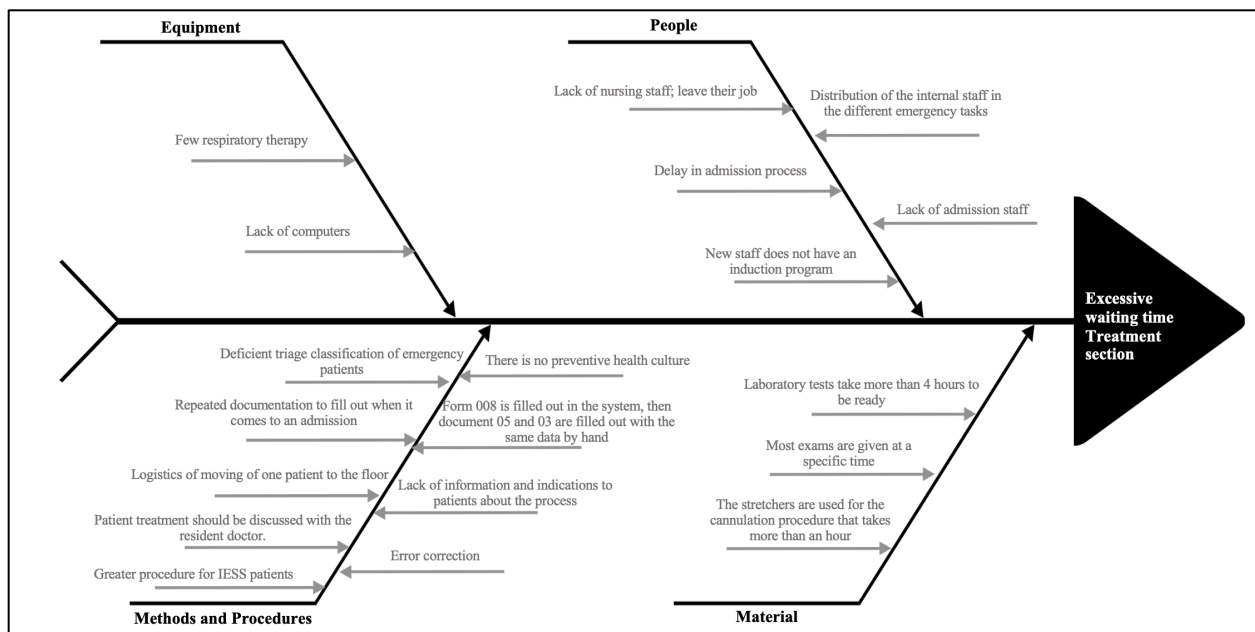 Equipment
People
Few respiratory therapy
Lack of computers
Lack of nursing staff; leave their job
Distribution of the internal staff in
the different emergency tasks
Delay in admission process
Lack of admission staff
New staff does not have an
induction program
Excessive
waiting time
Treatment
section
Deficient triage classification of emergency
patients
There is no preventive health culture
Repeated documentation to fill out when it
comes to an admission
Form 008 is filled out in the system, then
document 05 and 03 are filled out with the
same data by hand
Logistics of moving of one patient to the floor
Lack of information and indications to
patients about the process
Patient treatment should be discussed with the
resident doctor.
Error correction
Greater procedure for IESS patients
Laboratory tests take more than 4 hours to
be ready
Most exams are given at a
specific time
The stretchers are used for the
cannulation procedure that takes
more than an hour
Methods and Procedures
Material